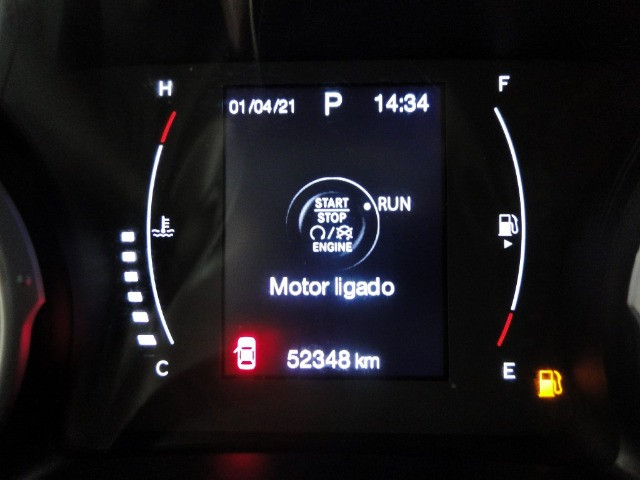 H
F
01/04/21 P 14:34
START
STOP
RUN
ENGINE
Motor ligado
52348 km
C
E